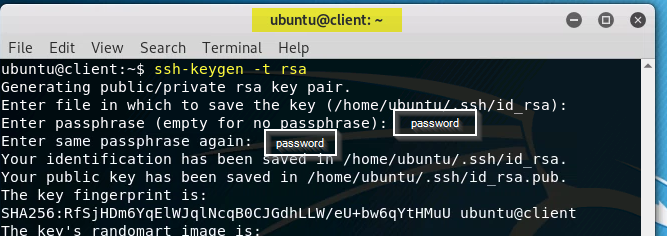 ubuntu@client: ~
File Edit View Search Terminal Help
ubuntu@client:~$ ssh-keygen -t rsa
Generating public/private rsa key pair.
Enter file in which to save the key (/home/ubuntu/.ssh/id_rsa):
Enter passphrase (empty for no passphrase): password
Enter same passphrase again: password
Your identification has been saved in /home/ubuntu/.ssh/id_rsa.
Your public key has been saved in /home/ubuntu/.ssh/id_rsa.pub.
The key fingerprint is:
SHA256:RfSjHDm6YqElWJqlNcqB0CJGdhLLW/eU+bw6qYtHMuU ubuntu@client
The key's randomart image is: